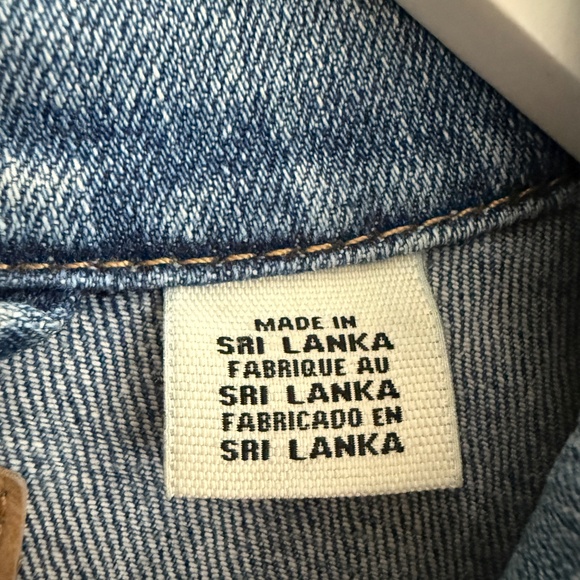 MADE IN
SRI LANKA
FABRIQUE AU
SRI LANKA
FABRICADO EN
SRI LANKA